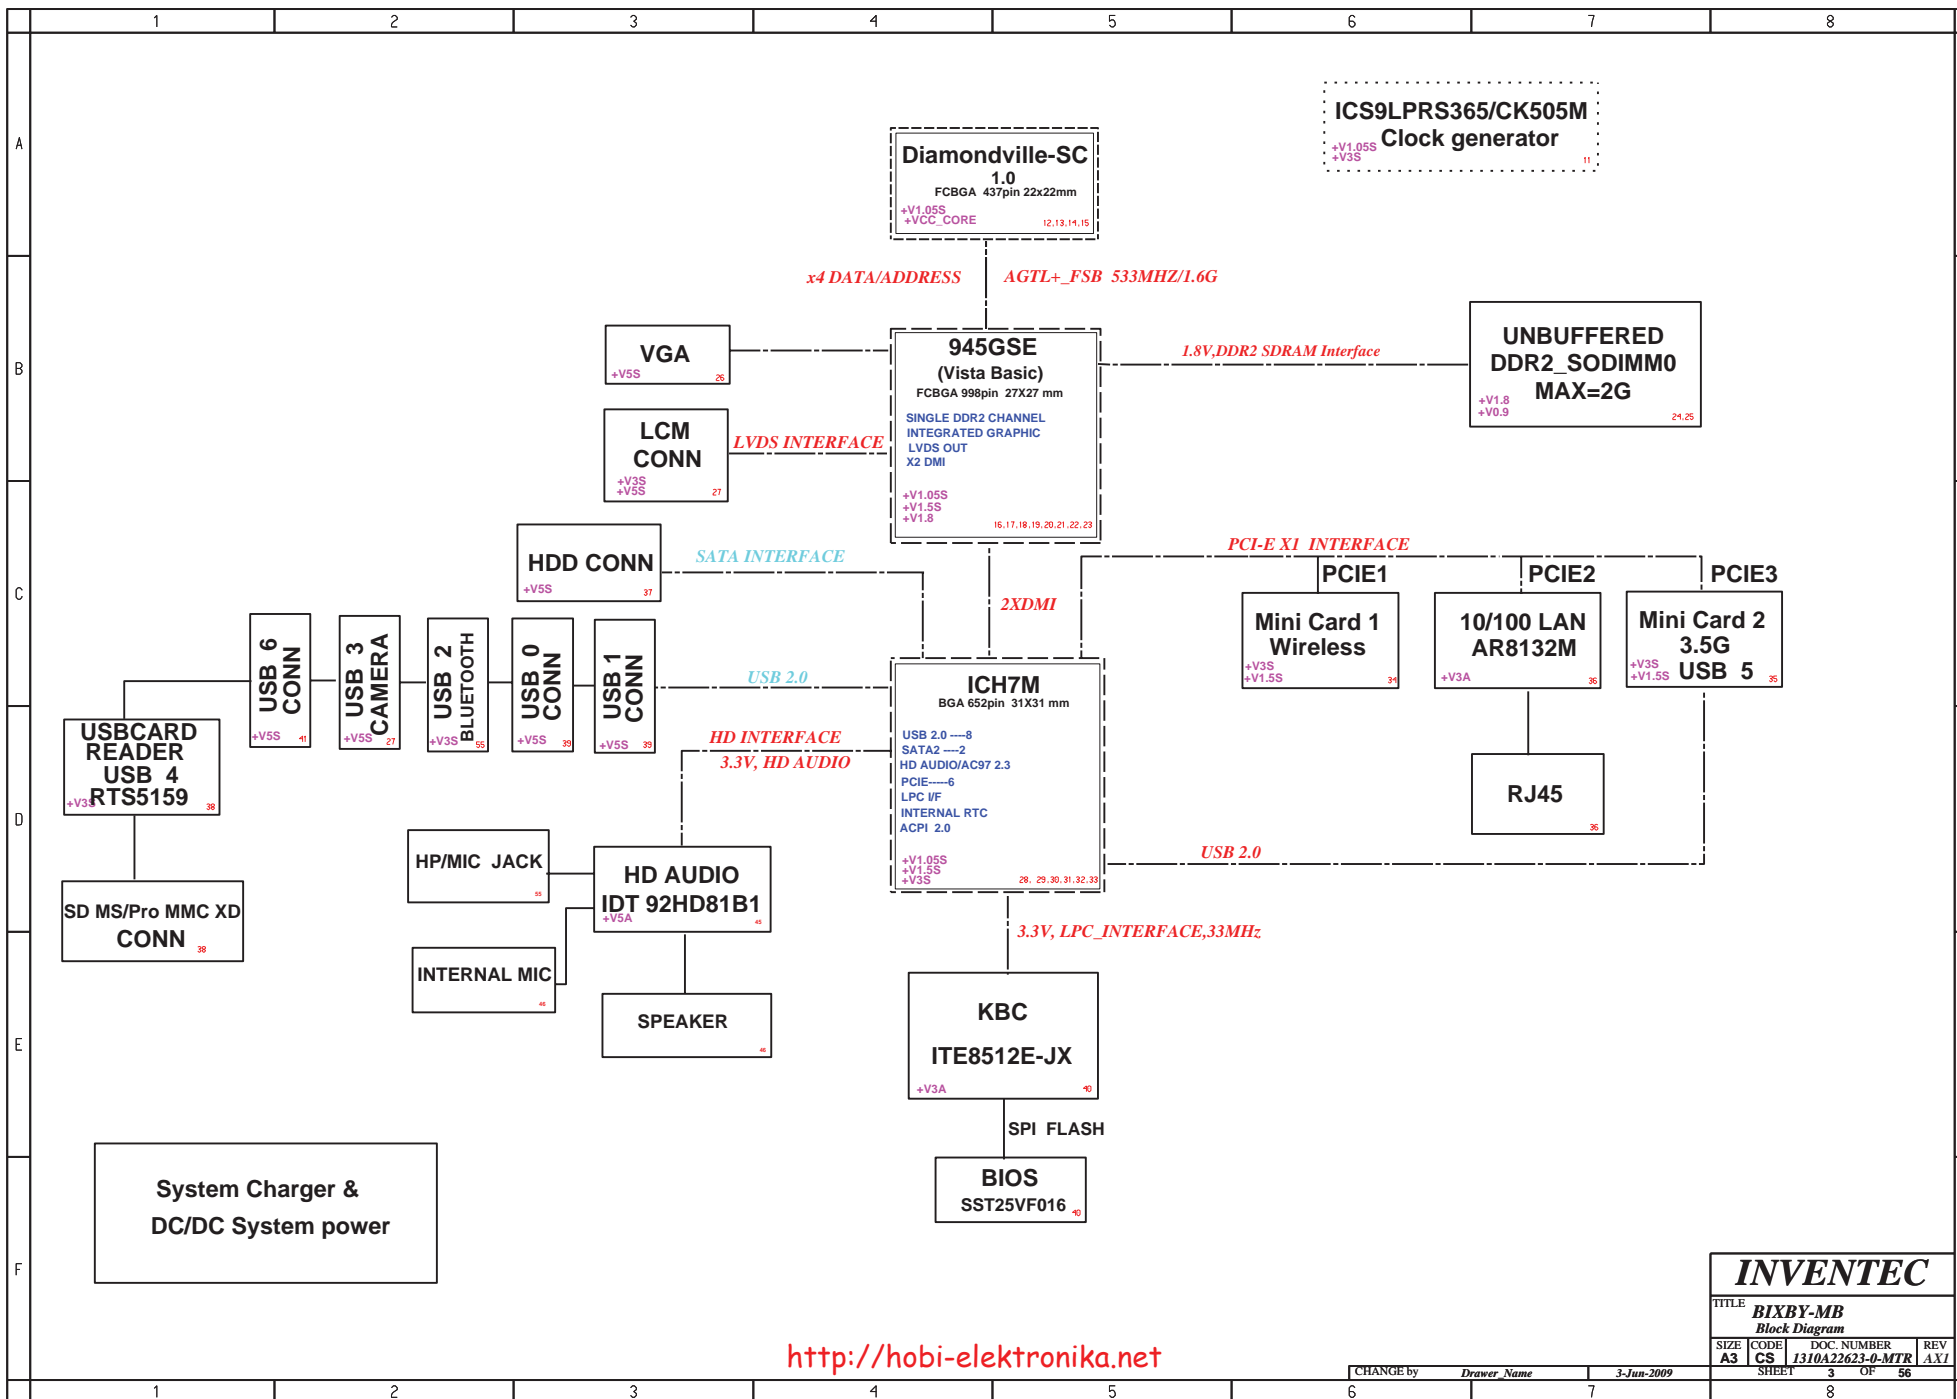 1 2 3 4 5 6 7 8
A
B
C
D
E
F
ICS9LPRS365/CK505M
Clock generator
+V1.05S
+V3S
11
Diamondville-SC
1.0
FCBGA 437pin 22x22mm
+V1.05S
+VCC_CORE
12,13,14,15
x4 DATA/ADDRESS
AGTL+_FSB 533MHZ/1.6G
VGA
+V5S
26
945GSE
(Vista Basic)
FCBGA 998pin 27X27 mm
SINGLE DDR2 CHANNEL
INTEGRATED GRAPHIC
LVDS OUT
X2 DMI
+V1.05S
+V1.5S
+V1.8
16,17,18,19,20,21,22,23
1.8V,DDR2 SDRAM Interface
UNBUFFERED
DDR2_SODIMM0
MAX=2G
+V1.8
+V0.9
24,25
LCM
CONN
+V3S
+V5S
27
LVDS INTERFACE
HDD CONN
+V5S
37
SATA INTERFACE
2XDMI
PCI-E X1 INTERFACE
PCIE1
PCIE2
PCIE3
Mini Card 1
Wireless
+V3S
+V1.5S
34
10/100 LAN
AR8132M
+V3A
36
Mini Card 2
3.5G
USB 5
+V3S
+V1.5S
35
USB 6
CONN
+V5S
41
USB 3
CAMERA
+V5S
27
USB 2
BLUETOOTH
+V3S
55
USB 0
CONN
+V5S
39
USB 1
CONN
+V5S
39
USB 2.0
ICH7M
BGA 652pin 31X31 mm
USB 2.0 ----8
SATA2 ----2
HD AUDIO/AC97 2.3
PCIE-----6
LPC I/F
INTERNAL RTC
ACPI 2.0
+V1.05S
+V1.5S
+V3S
28, 29,30,31,32,33
USBCARD
READER
USB 4
RTS5159
+V3S
38
HD INTERFACE
3.3V, HD AUDIO
RJ45
36
USB 2.0
HP/MIC JACK
55
HD AUDIO
IDT 92HD81B1
+V5A
45
SD MS/Pro MMC XD
CONN
38
3.3V, LPC_INTERFACE,33MHz
INTERNAL MIC
46
SPEAKER
46
KBC
ITE8512E-JX
+V3A
40
SPI FLASH
BIOS
SST25VF016
40
System Charger &
DC/DC System power
INVENTEC
TITLE
BIXBY-MB
Block Diagram
SIZE CODE DOC. NUMBER REV
A3 CS 1310A22623-0-MTR AX1
http://hobi-elektronika.net
CHANGE by Drawer_Name 3-Jun-2009 SHEET 3 OF 56
1 2 3 4 5 6 7 8